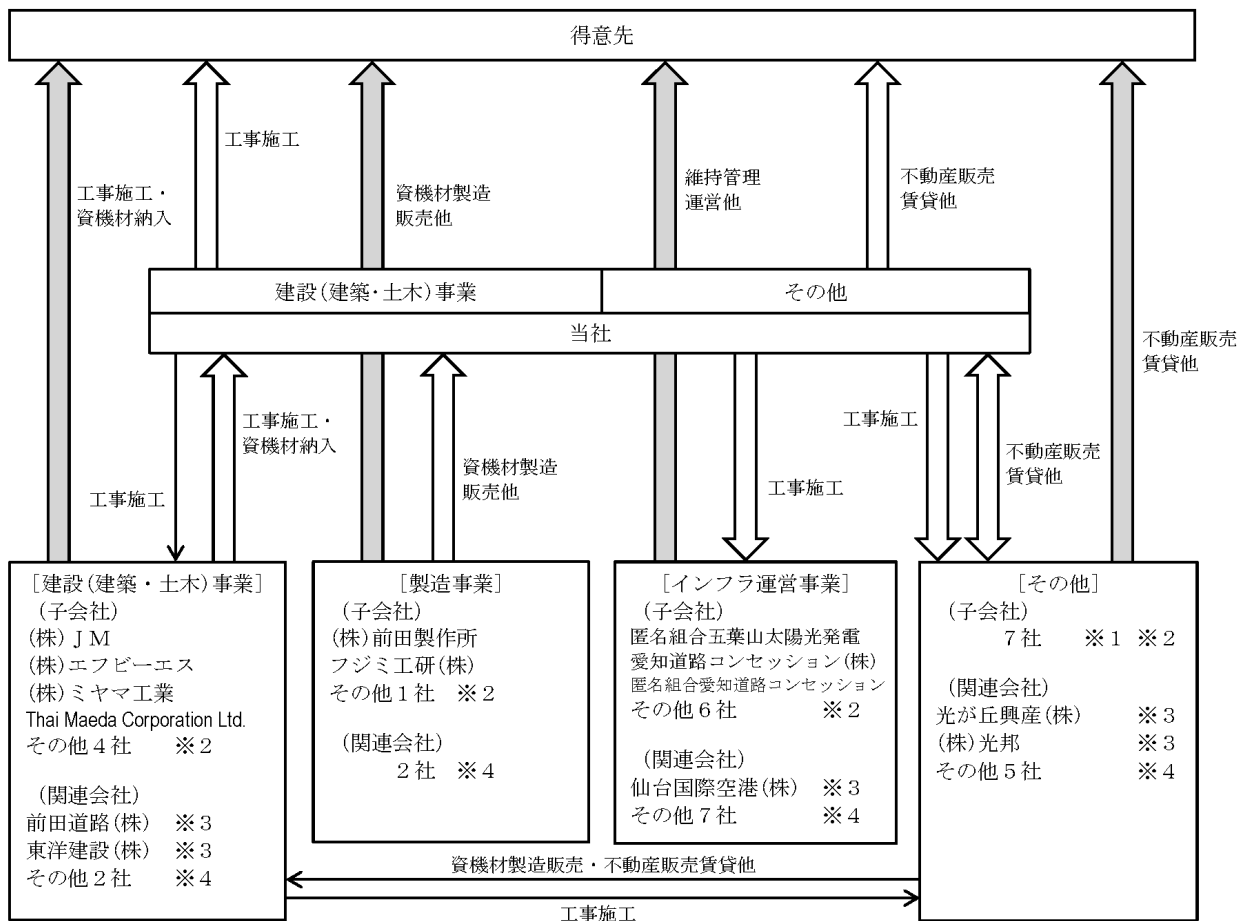 得意先
工事施工・
資機材納入
工事施工
資機材製造
販売他
維持管理
運営他
不動産販売
賃貸他
不動産販売
賃貸他
建設(建築・土木)事業
その他
当社
工事施工
工事施工・
資機材納入
資機材製造
販売他
工事施工
工事施工
不動産販売
賃貸他
[建設(建築・土木)事業]
(子会社)
(株)ＪＭ
(株)エフビーエス
(株)ミヤマ工業
Thai Maeda Corporation Ltd.
その他４社 ※２
(関連会社)
前田道路(株) ※３
東洋建設(株) ※３
その他２社 ※４
[製造事業]
(子会社)
(株)前田製作所
フジミ工研(株)
その他１社 ※２
(関連会社)
２社 ※４
[インフラ運営事業]
(子会社)
匿名組合五葉山太陽光発電
愛知道路コンセッション(株)
匿名組合愛知道路コンセッション
その他６社 ※２
(関連会社)
仙台国際空港(株) ※３
その他７社 ※４
[その他]
(子会社)
７社 ※１ ※２
(関連会社)
光が丘興産(株) ※３
(株)光邦 ※３
その他５社 ※４
資機材製造販売・不動産販売賃貸他
工事施工